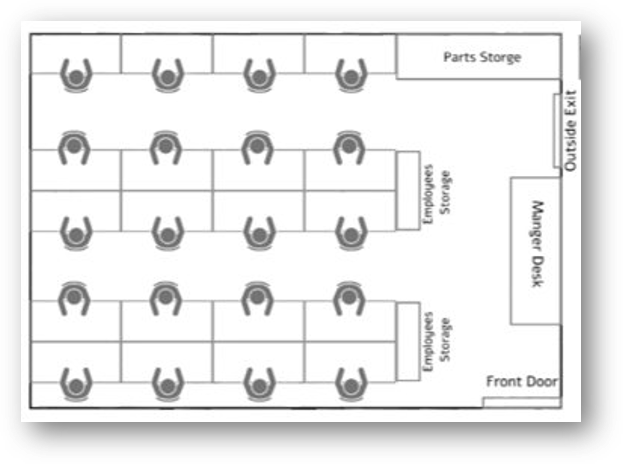 Parts Storge
Outside Exit
Employees
Storage
Manger Desk
Employees
Storage
Front Door